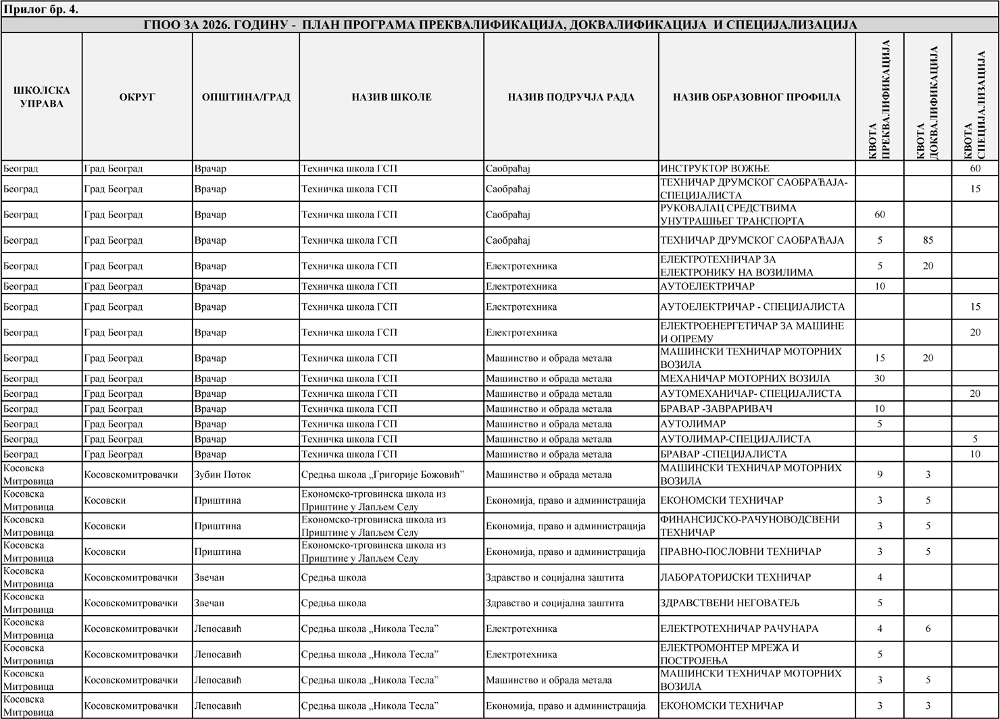 Прилог бр. 4.
ГПОО ЗА 2026. ГОДИНУ - ПЛАН ПРОГРАМА ПРЕКВАЛИФИКАЦИЈА, ДОКВАЛИФИКАЦИЈА И СПЕЦИЈАЛИЗАЦИЈА
ШКОЛСКА УПРАВА | ОКРУГ | ОПШТИНА/ГРАД | НАЗИВ ШКОЛЕ | НАЗИВ ПОДРУЧЈА РАДА | НАЗИВ ОБРАЗОВНОГ ПРОФИЛА | КВОТА ПРЕКВАЛИФИКАЦИЈА | КВОТА ДОКВАЛИФИКАЦИЈА | КВОТА СПЕЦИЈАЛИЗАЦИЈА
Београд | Град Београд | Врачар | Техничка школа ГСП | Саобраћај | ИНСТРУКТОР ВОЖЊЕ | | | 60
Београд | Град Београд | Врачар | Техничка школа ГСП | Саобраћај | ТЕХНИЧАР ДРУМСКОГ САОБРАЋАЈА-СПЕЦИЈАЛИСТА | | | 15
Београд | Град Београд | Врачар | Техничка школа ГСП | Саобраћај | РУКОВАЛАЦ СРЕДСТВИМА УНУТРАШЊЕГ ТРАНСПОРТА | 60 | |
Београд | Град Београд | Врачар | Техничка школа ГСП | Саобраћај | ТЕХНИЧАР ДРУМСКОГ САОБРАЋАЈА | 5 | 85 |
Београд | Град Београд | Врачар | Техничка школа ГСП | Електротехника | ЕЛЕКТРОТЕХНИЧАР ЗА ЕЛЕКТРОНИКУ НА ВОЗИЛИМА | 5 | 20 |
Београд | Град Београд | Врачар | Техничка школа ГСП | Електротехника | АУТОЕЛЕКТРИЧАР | 10 | |
Београд | Град Београд | Врачар | Техничка школа ГСП | Електротехника | АУТОЕЛЕКТРИЧАР - СПЕЦИЈАЛИСТА | | | 15
Београд | Град Београд | Врачар | Техничка школа ГСП | Електротехника | ЕЛЕКТРОЕНЕРГЕТИЧАР ЗА МАШИНЕ И ОПРЕМУ | | | 20
Београд | Град Београд | Врачар | Техничка школа ГСП | Машинство и обрада метала | МАШИНСКИ ТЕХНИЧАР МОТОРНИХ ВОЗИЛА | 15 | 20 |
Београд | Град Београд | Врачар | Техничка школа ГСП | Машинство и обрада метала | МЕХАНИЧАР МОТОРНИХ ВОЗИЛА | 30 | |
Београд | Град Београд | Врачар | Техничка школа ГСП | Машинство и обрада метала | АУТОМЕХАНИЧАР- СПЕЦИЈАЛИСТА | | | 20
Београд | Град Београд | Врачар | Техничка школа ГСП | Машинство и обрада метала | БРАВАР -ЗАВРАРИВАЧ | 10 | |
Београд | Град Београд | Врачар | Техничка школа ГСП | Машинство и обрада метала | АУТОЛИМАР | 5 | |
Београд | Град Београд | Врачар | Техничка школа ГСП | Машинство и обрада метала | АУТОЛИМАР-СПЕЦИЈАЛИСТА | | | 5
Београд | Град Београд | Врачар | Техничка школа ГСП | Машинство и обрада метала | БРАВАР -СПЕЦИЈАЛИСТА | | | 10
Косовска Митровица | Косовскомитровачки | Зубин Поток | Средња школа „Григорије Божовић” | Машинство и обрада метала | МАШИНСКИ ТЕХНИЧАР МОТОРНИХ ВОЗИЛА | 9 | 3 |
Косовска Митровица | Косовски | Приштина | Економско-трговинска школа из Приштине у Лапљем Селу | Економија, право и администрација | ЕКОНОМСКИ ТЕХНИЧАР | 3 | 5 |
Косовска Митровица | Косовски | Приштина | Економско-трговинска школа из Приштине у Лапљем Селу | Економија, право и администрација | ФИНАНСИЈСКО-РАЧУНОВОДСВЕНИ ТЕХНИЧАР | 3 | 5 |
Косовска Митровица | Косовски | Приштина | Економско-трговинска школа из Приштине у Лапљем Селу | Економија, право и администрација | ПРАВНО-ПОСЛОВНИ ТЕХНИЧАР | 3 | 5 |
Косовска Митровица | Косовскомитровачки | Звечан | Средња школа | Здравство и социјална заштита | ЛАБОРАТОРИЈСКИ ТЕХНИЧАР | 4 | |
Косовска Митровица | Косовскомитровачки | Звечан | Средња школа | Здравство и социјална заштита | ЗДРАВСТВЕНИ НЕГОВАТЕЉ | 5 | |
Косовска Митровица | Косовскомитровачки | Лепосавић | Средња школа „Никола Тесла” | Електротехника | ЕЛЕКТРОТЕХНИЧАР РАЧУНАРА | 4 | 6 |
Косовска Митровица | Косовскомитровачки | Лепосавић | Средња школа „Никола Тесла” | Електротехника | ЕЛЕКТРОМОНТЕР МРЕЖА И ПОСТРОЈЕЊА | 5 | |
Косовска Митровица | Косовскомитровачки | Лепосавић | Средња школа „Никола Тесла” | Машинство и обрада метала | МАШИНСКИ ТЕХНИЧАР МОТОРНИХ ВОЗИЛА | 3 | 5 |
Косовска Митровица | Косовскомитровачки | Лепосавић | Средња школа „Никола Тесла” | Економија, право и администрација | ЕКОНОМСКИ ТЕХНИЧАР | 3 | 3 |